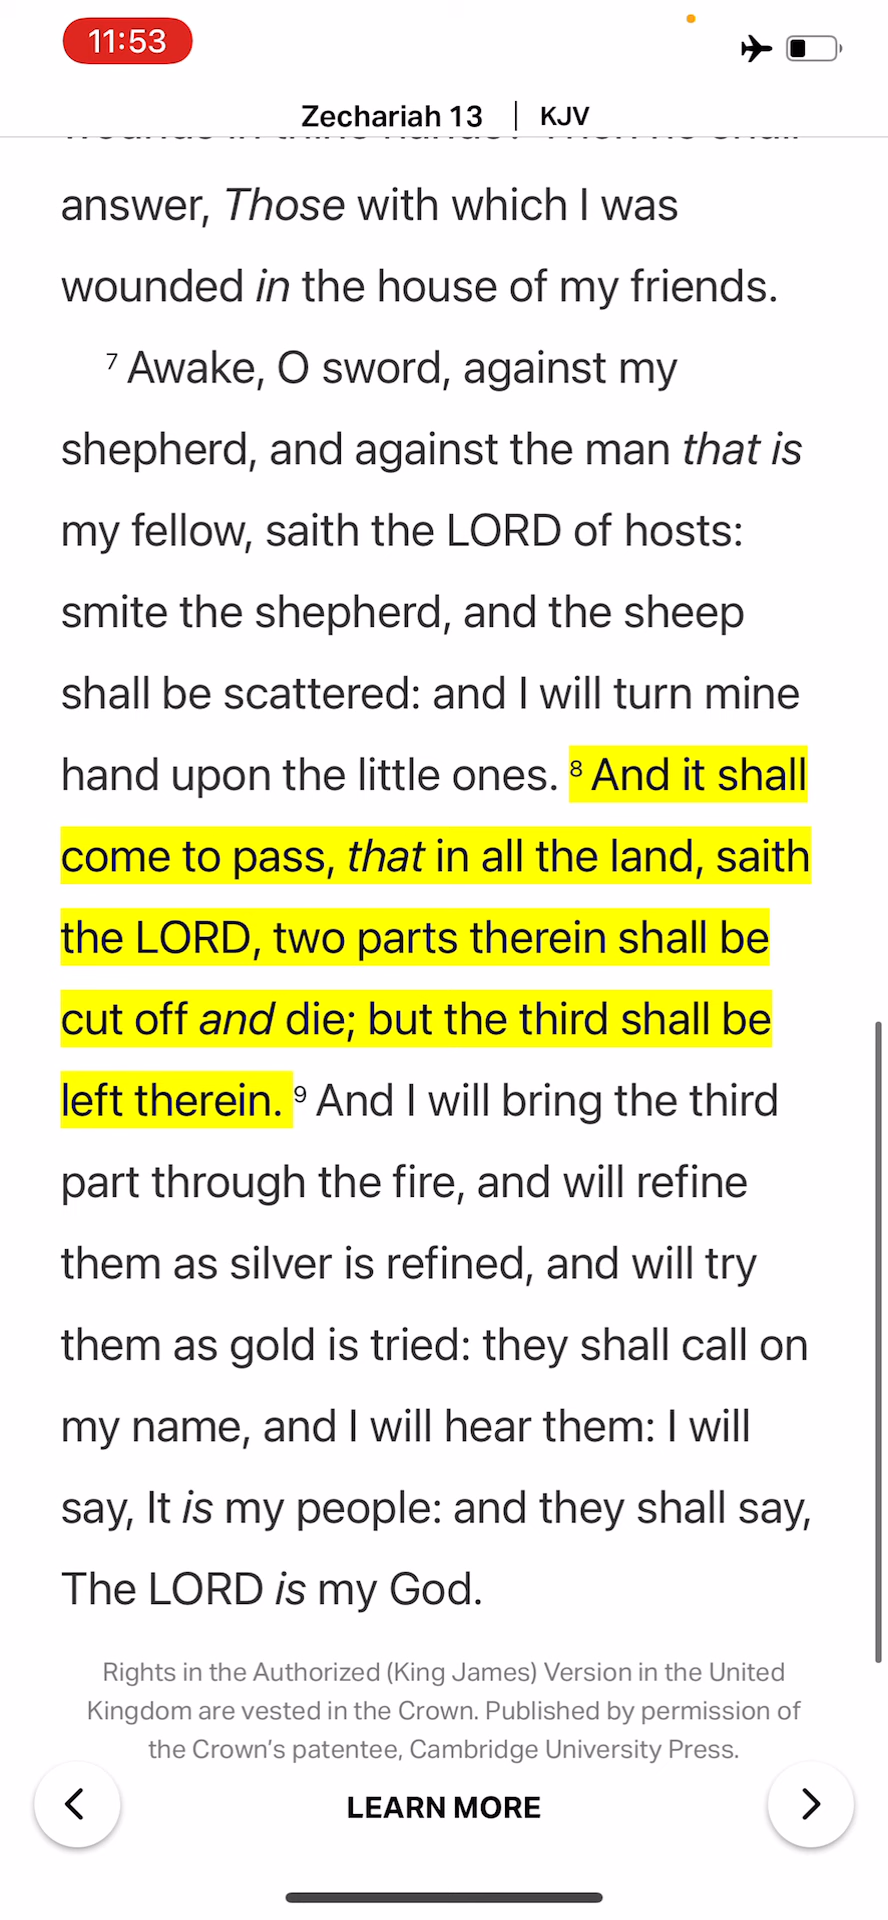 11:53
Zechariah 13 | KJV
answer, Those with which I was
wounded in the house of my friends.
7 Awake, O sword, against my
shepherd, and against the man that is
my fellow, saith the LORD of hosts:
smite the shepherd, and the sheep
shall be scattered: and I will turn mine
hand upon the little ones. 8 And it shall
come to pass, that in all the land, saith
the LORD, two parts therein shall be
cut off and die; but the third shall be
left therein. 9 And I will bring the third
part through the fire, and will refine
them as silver is refined, and will try
them as gold is tried: they shall call on
my name, and I will hear them: I will
say, It is my people: and they shall say,
The LORD is my God.
Rights in the Authorized (King James) Version in the United
Kingdom are vested in the Crown. Published by permission of
the Crown's patentee, Cambridge University Press.
LEARN MORE